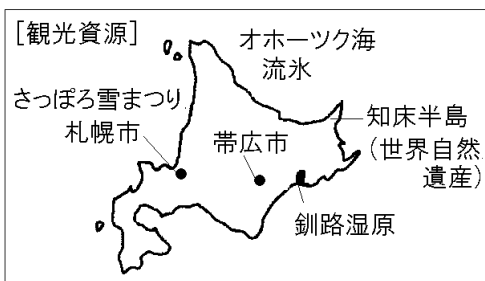 [観光資源]
オホーツク海
流氷
さっぽろ雪まつり
札幌市
帯広市
知床半島
(世界自然
遺産)
釧路湿原